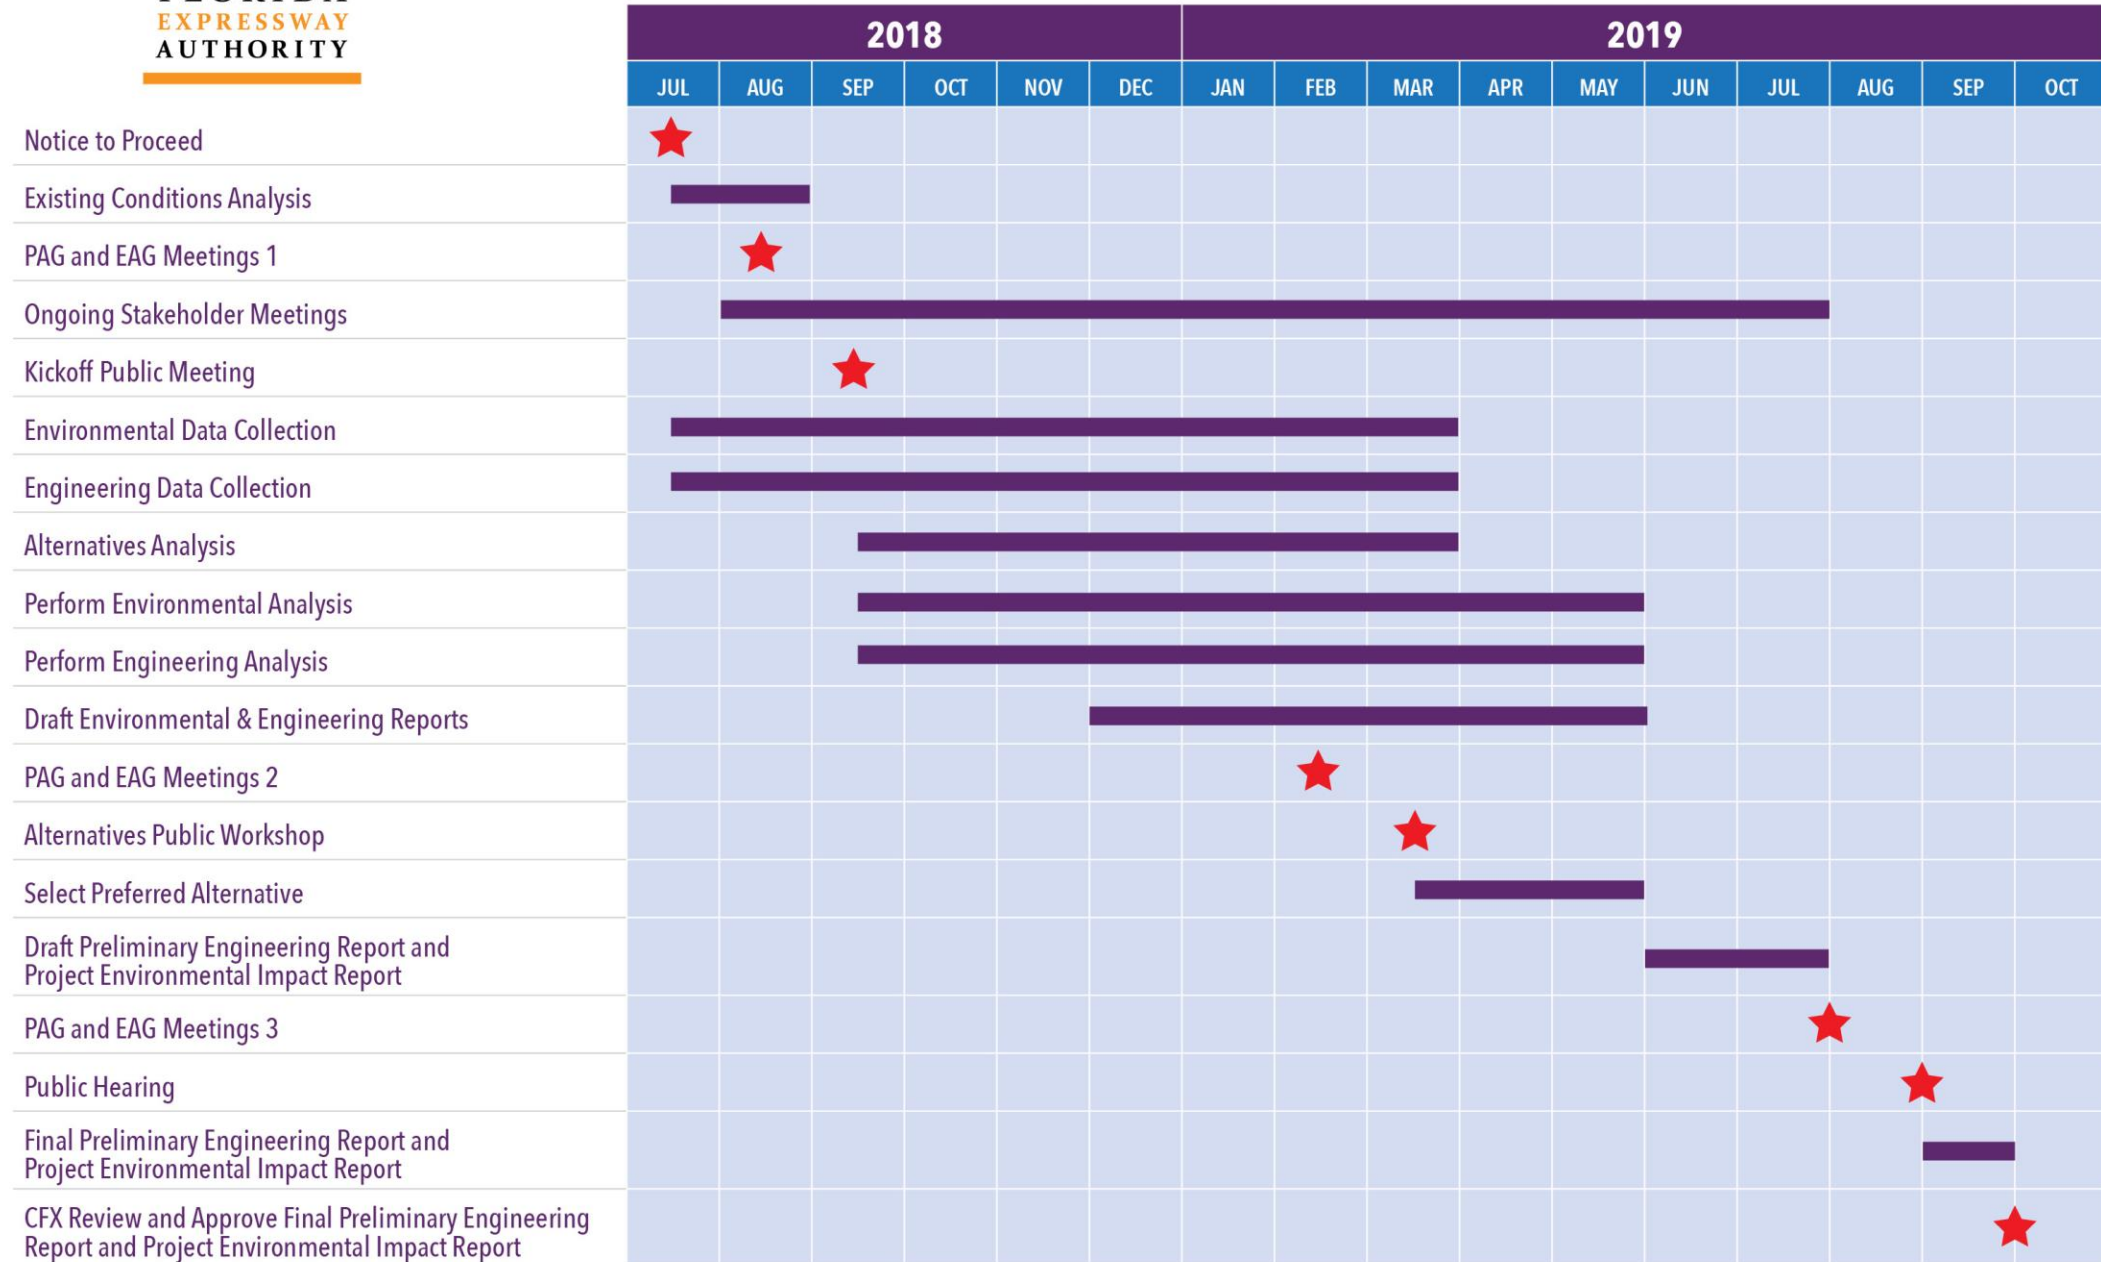 FLORIDA
EXPRESSWAY
AUTHORITY
2018 2019
JUL AUG SEP OCT NOV DEC JAN FEB MAR APR MAY JUN JUL AUG SEP OCT
Notice to Proceed
Existing Conditions Analysis
PAG and EAG Meetings 1
Ongoing Stakeholder Meetings
Kickoff Public Meeting
Environmental Data Collection
Engineering Data Collection
Alternatives Analysis
Perform Environmental Analysis
Perform Engineering Analysis
Draft Environmental & Engineering Reports
PAG and EAG Meetings 2
Alternatives Public Workshop
Select Preferred Alternative
Draft Preliminary Engineering Report and
Project Environmental Impact Report
PAG and EAG Meetings 3
Public Hearing
Final Preliminary Engineering Report and
Project Environmental Impact Report
CFX Review and Approve Final Preliminary Engineering
Report and Project Environmental Impact Report